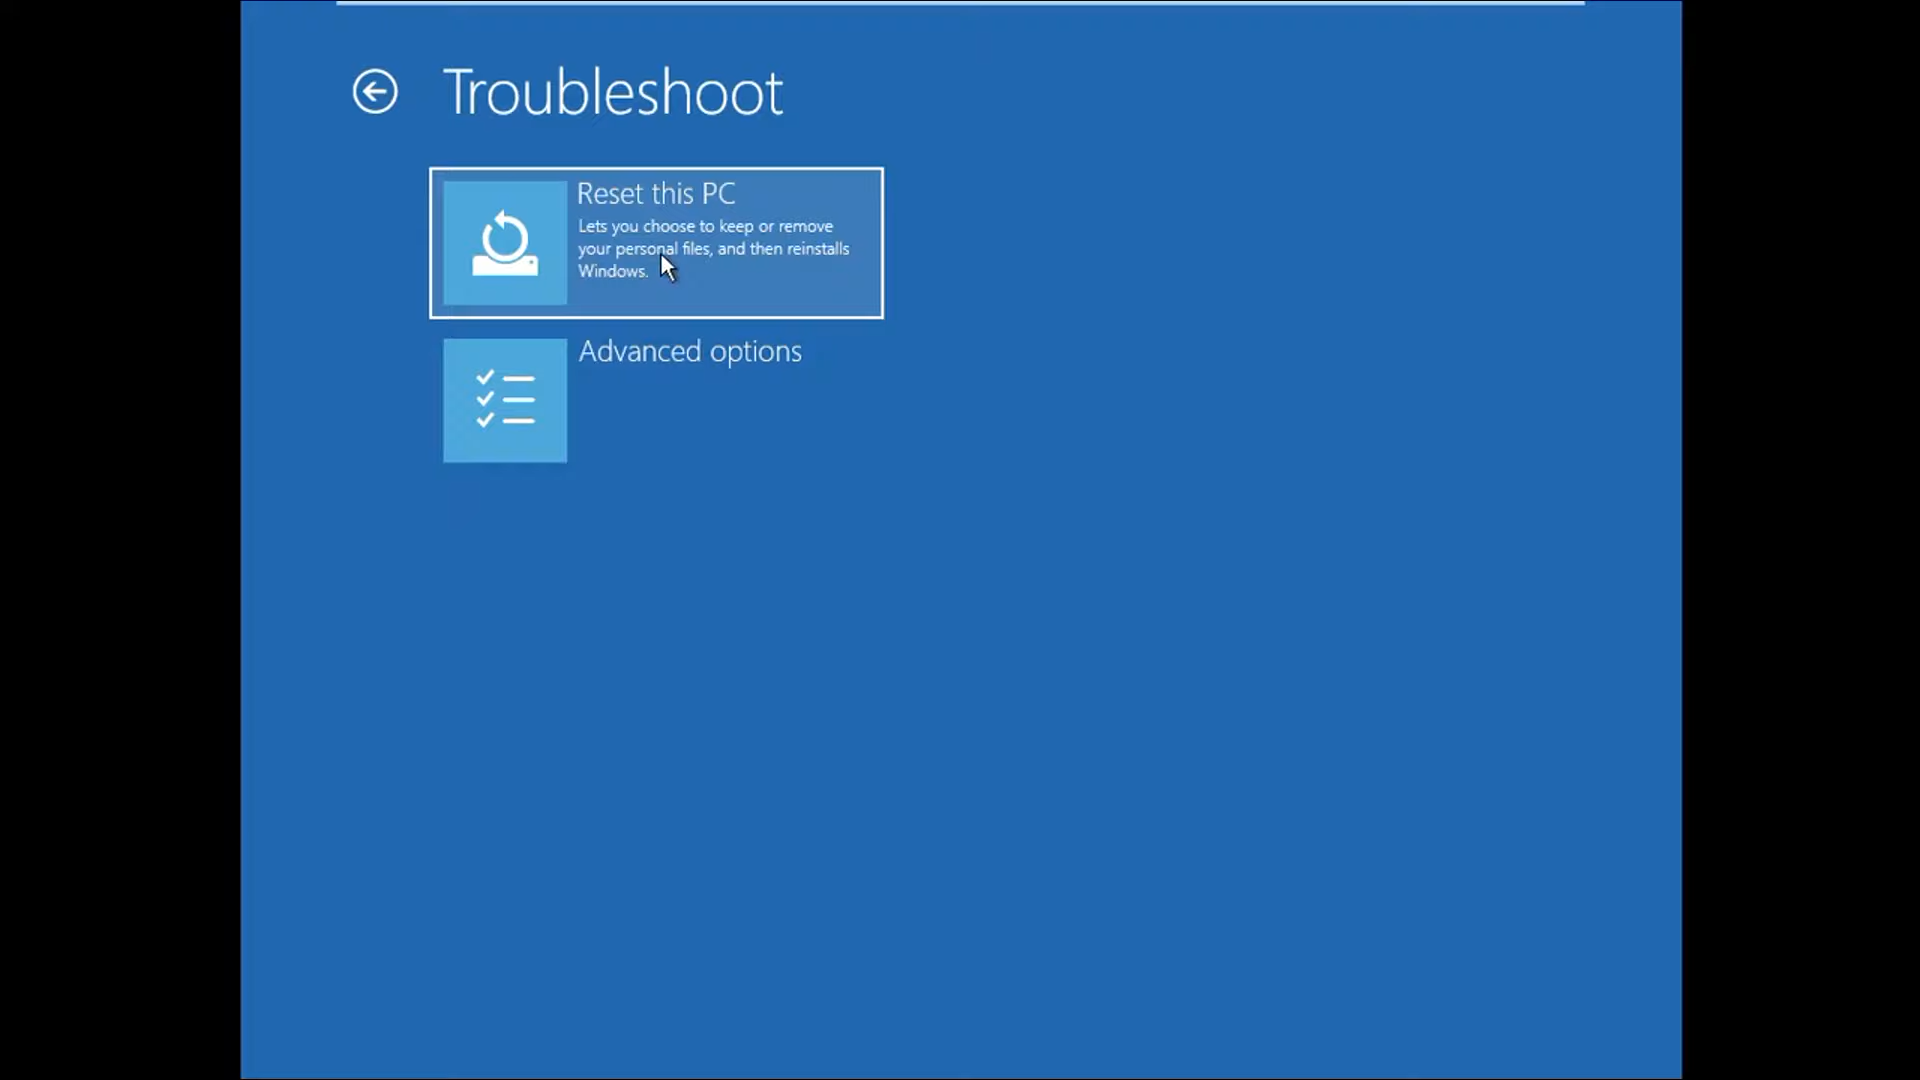 Troubleshoot
Reset this PC
Lets you choose to keep or remove
your personal files, and then reinstalls
Windows.
Advanced options